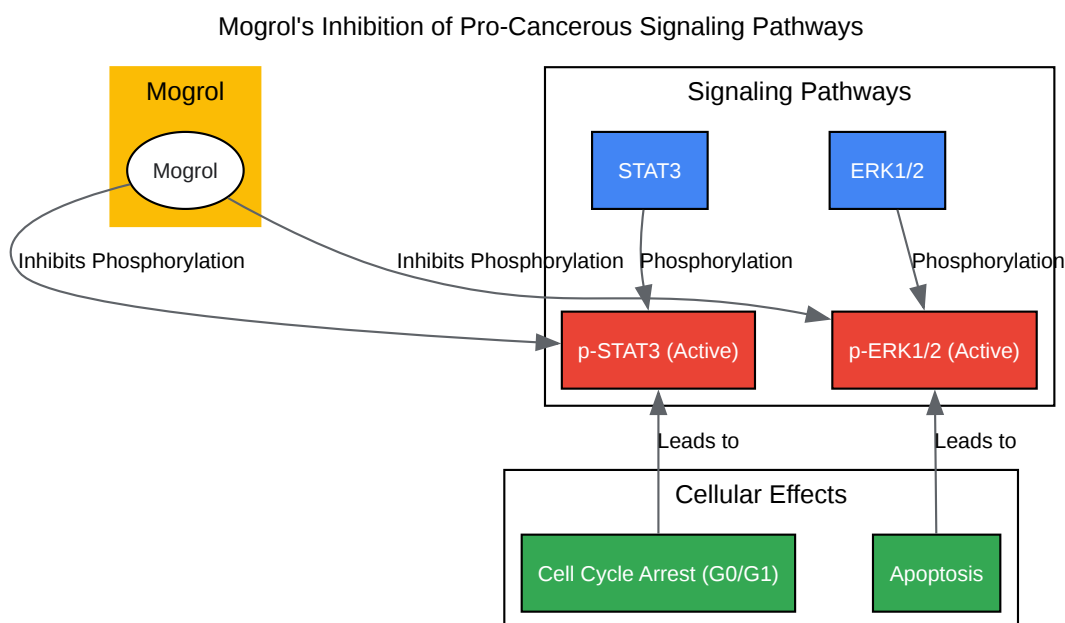 Mogrol's Inhibition of Pro-Cancerous Signaling Pathways
Mogrol
Signaling Pathways
Mogrol
STAT3
ERK1/2
Inhibits Phosphorylation
Inhibits Phosphorylation
Phosphorylation
Phosphorylation
p-STAT3 (Active)
p-ERK1/2 (Active)
Leads to
Leads to
Cellular Effects
Cell Cycle Arrest (G0/G1)
Apoptosis